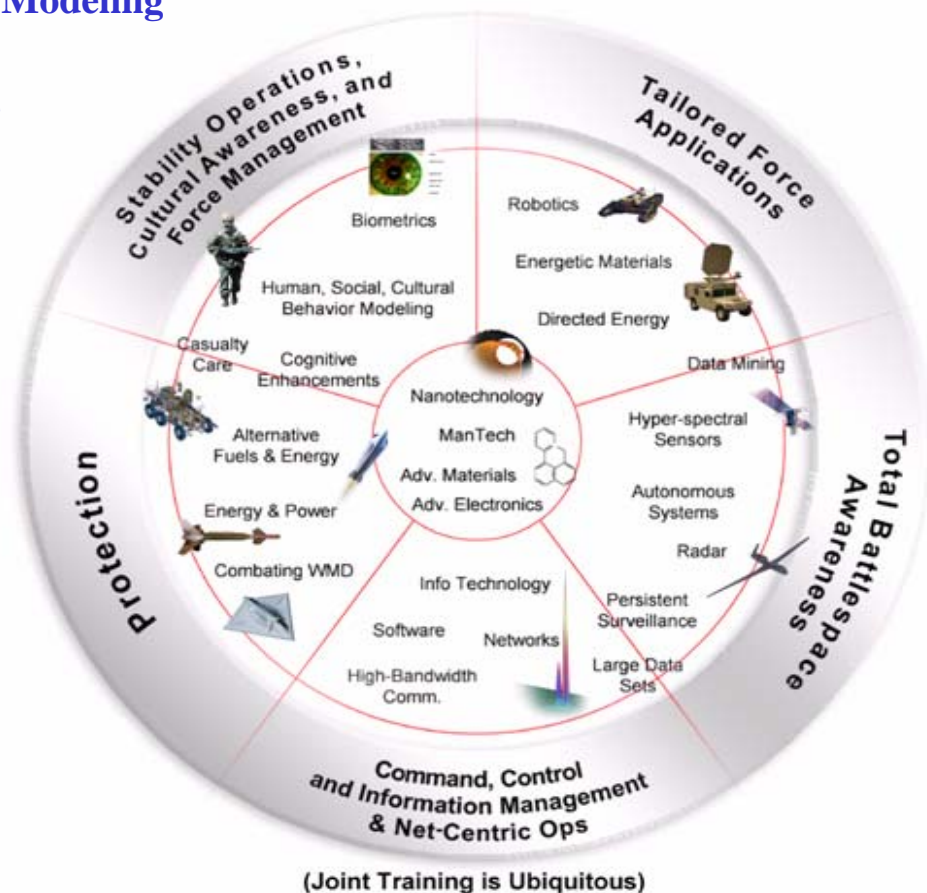 Modeling
Stability Operations,
Cultural Awareness, and
Force Management
Tailored Force
Applications
Biometrics
Robotics
Energetic Materials
Human, Social, Cultural
Behavior Modeling
Directed Energy
Casualty
Care
Cognitive
Enhancements
Data Mining
Nanotechnology
ManTech
Adv. Materials
Adv. Electronics
Hyper-spectral
Sensors
Alternative
Fuels & Energy
Autonomous
Systems
Energy & Power
Radar
Combating WMD
Info Technology
Persistent
Surveillance
Software
Networks
High-Bandwidth
Comm.
Large Data
Sets
Protection
Total Battlespace
Awareness
Command, Control
and Information Management
& Net-Centric Ops
(Joint Training is Ubiquitous)